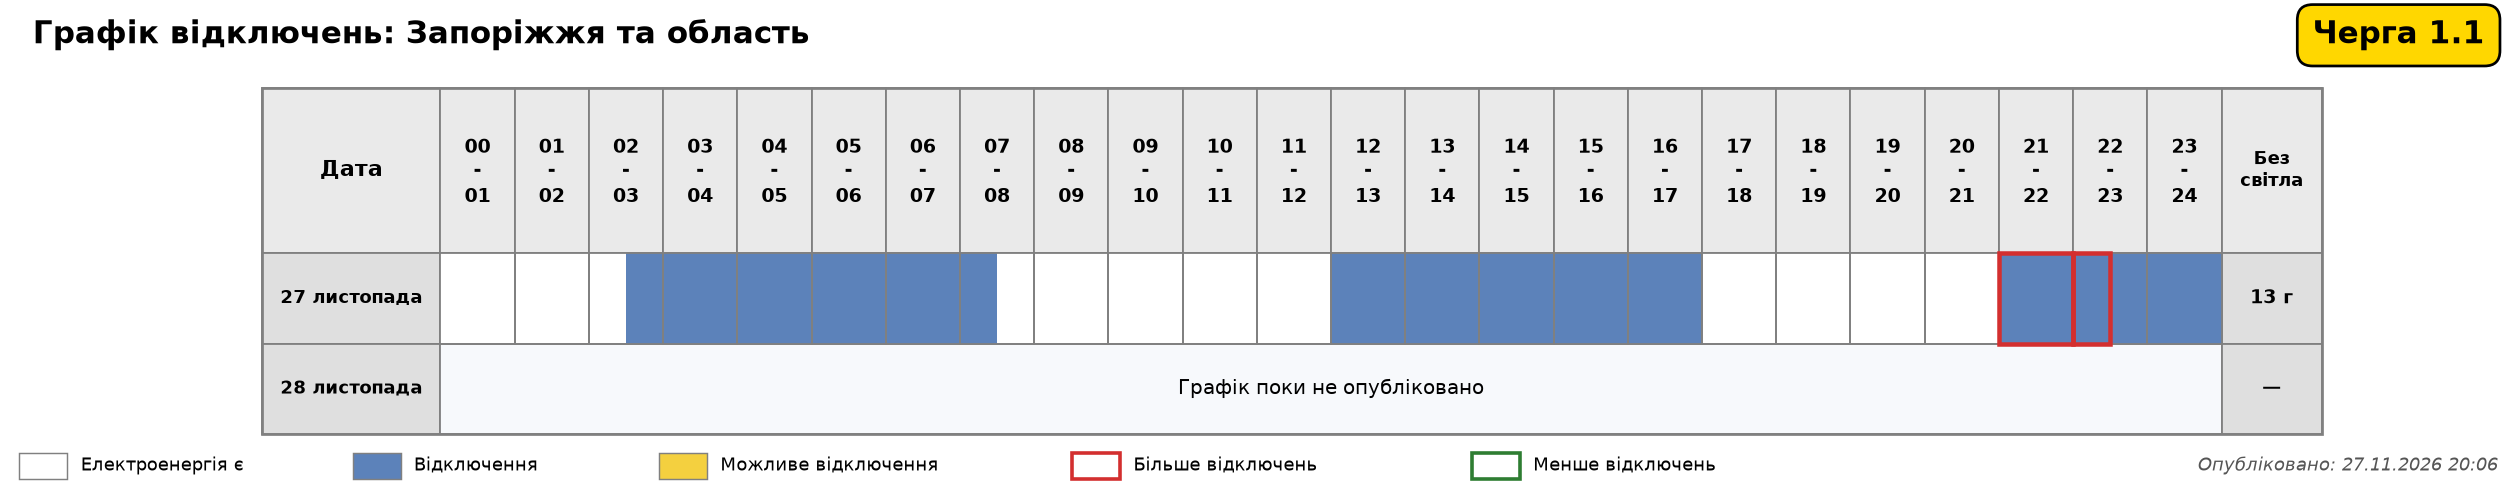 Графік відключень: Запоріжжя та область
Черга 1.1
Дата
00 - 01
01 - 02
02 - 03
03 - 04
04 - 05
05 - 06
06 - 07
07 - 08
08 - 09
09 - 10
10 - 11
11 - 12
12 - 13
13 - 14
14 - 15
15 - 16
16 - 17
17 - 18
18 - 19
19 - 20
20 - 21
21 - 22
22 - 23
23 - 24
Без
світла
27 листопада
13 г
28 листопада
Графік поки не опубліковано
—
Електроенергія є
Відключення
Можливе відключення
Більше відключень
Менше відключень
Опубліковано: 27.11.2026 20:06